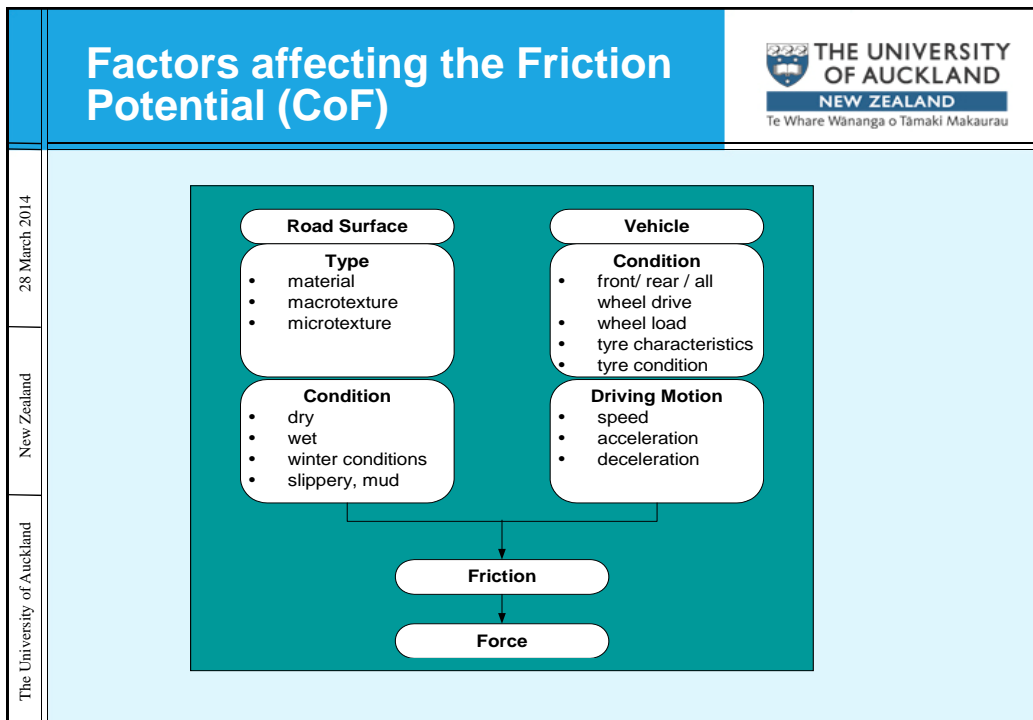 Factors affecting the Friction
Potential (CoF)
THE UNIVERSITY
OF AUCKLAND
NEW ZEALAND
Te Whare Wānanga o Tāmaki Makaurau
28 March 2014
New Zealand
The University of Auckland
Road Surface
Type
• material
• macrotexture
• microtexture
Condition
• dry
• wet
• winter conditions
• slippery, mud
Vehicle
Condition
• front/ rear / all
wheel drive
• wheel load
• tyre characteristics
• tyre condition
Driving Motion
• speed
• acceleration
• deceleration
Friction
Force